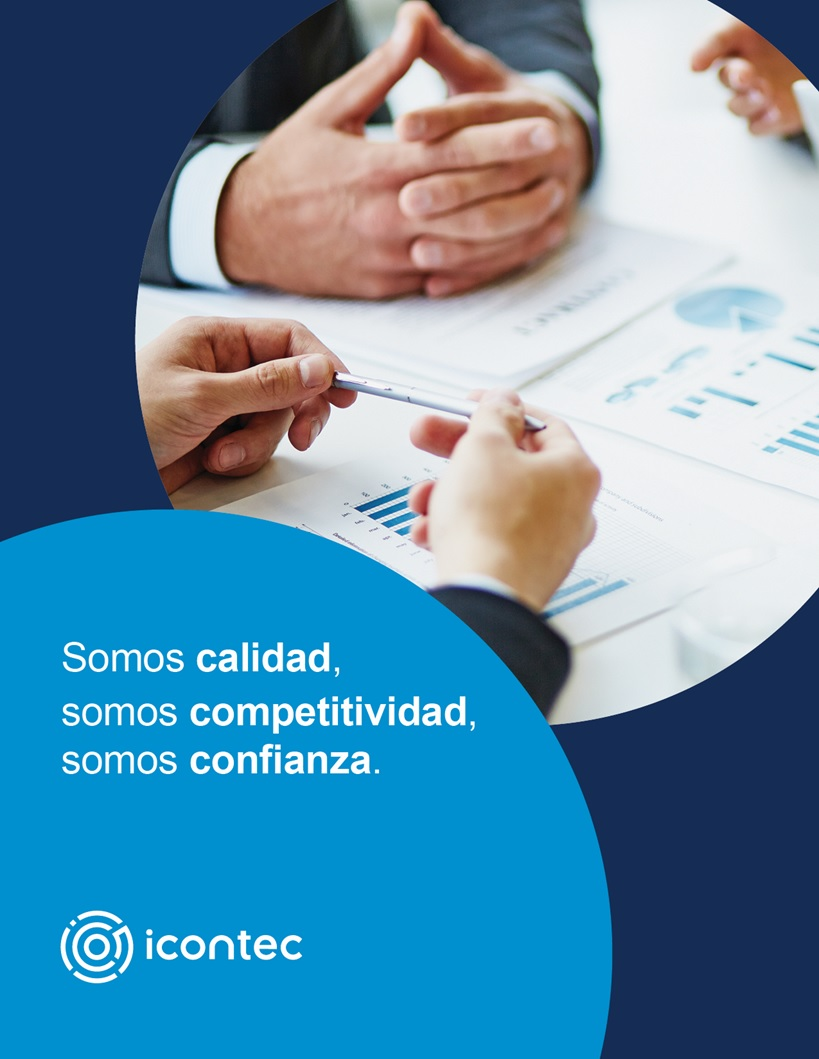 Somos calidad,
somos competitividad,
somos confianza.
icontec